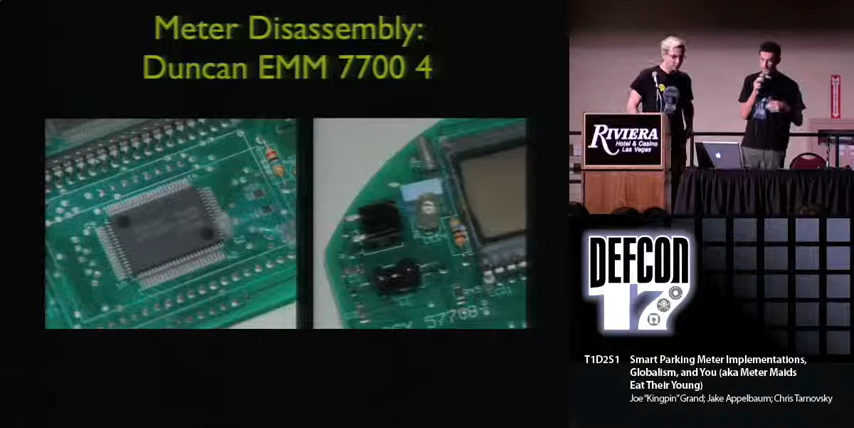 Meter Disassembly:
Duncan EMM 7700 4
RIVIERA
Hotel & Casino
Las Vegas
DEFCON
17
T1D2S1 Smart Parking Meter Implementations,
Globalism, and You (aka Meter Maids
Eat Their Young)
Joe "Kingpin" Grand; Jake Appelbaum; Chris Tarnovsky